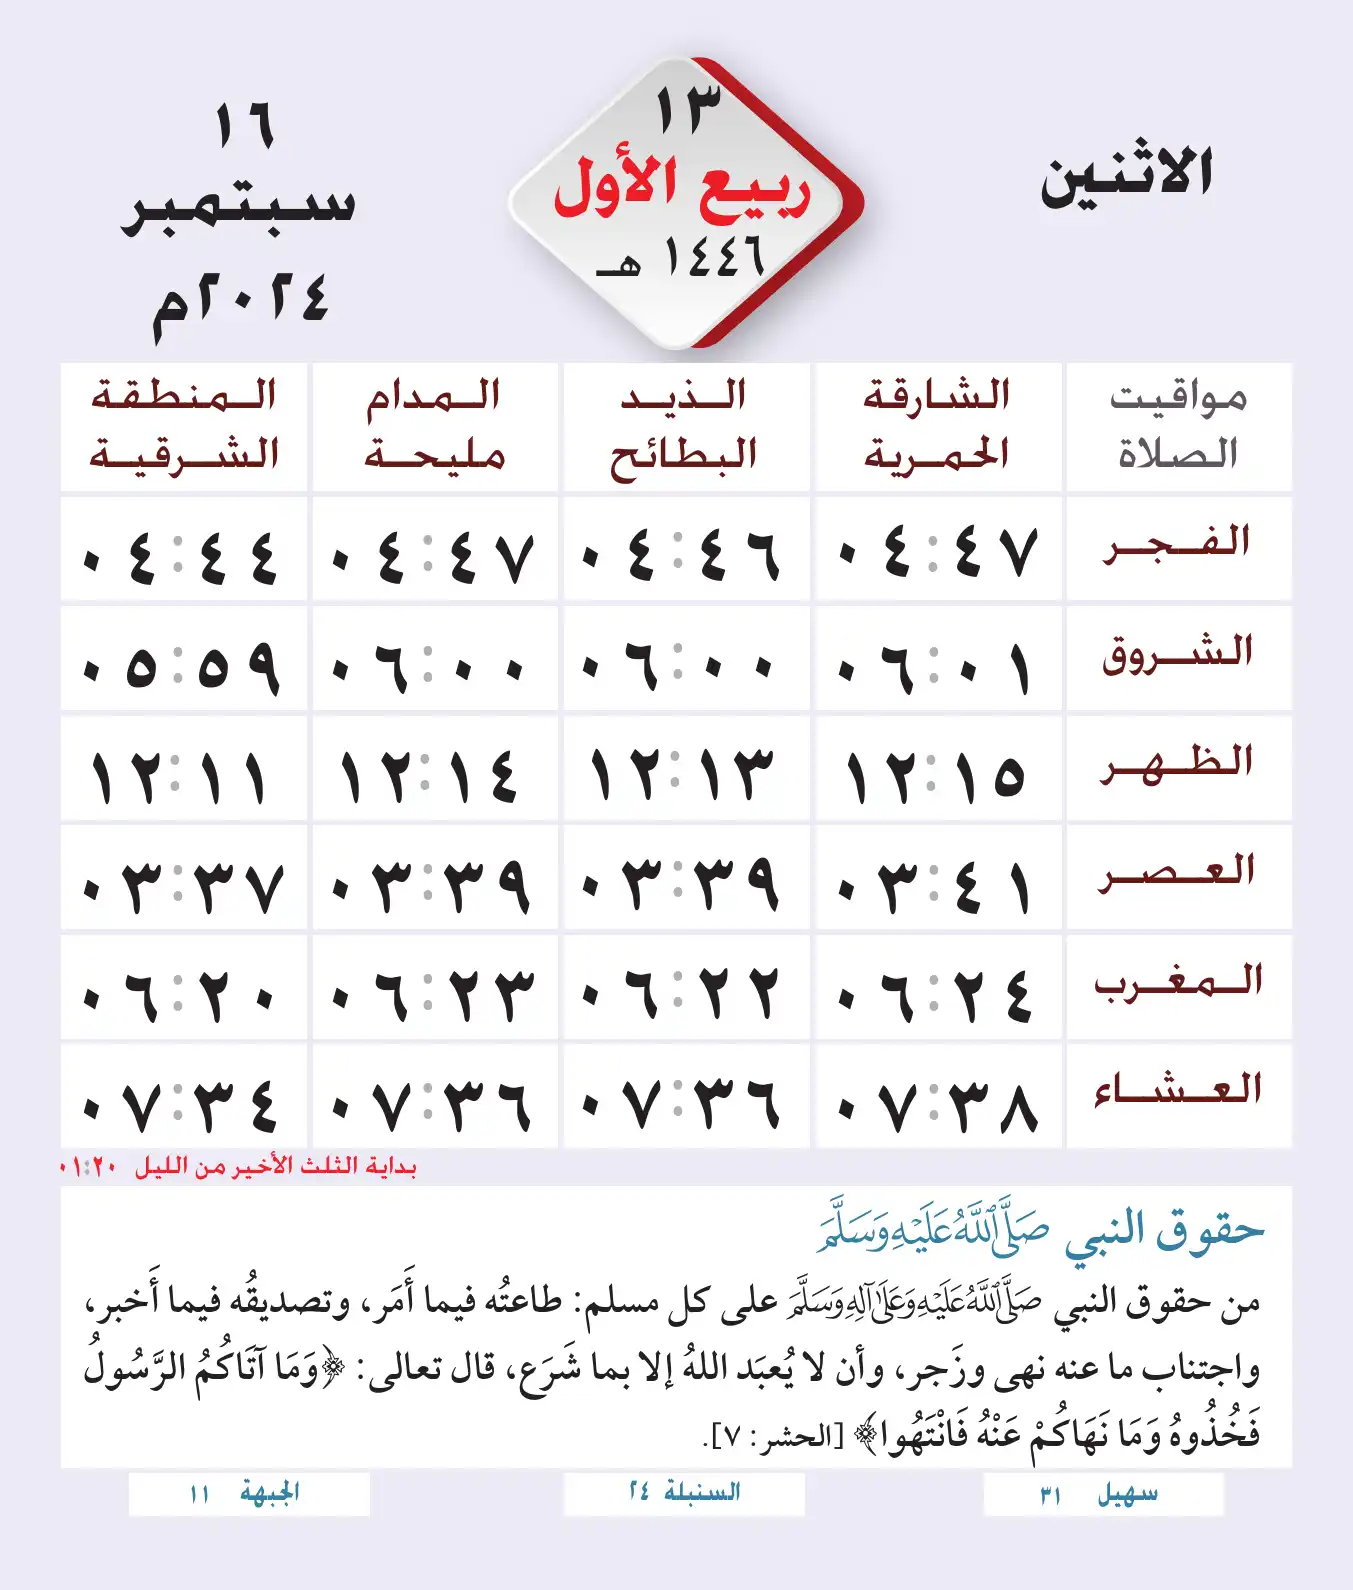 الاثنين
١٣
ربيع الأول
١٤٤٦ هـ
١٦
سبتمبر
٢٠٢٤م
مواقيت الصلاة
الشارقة الحمرية
الذيد البطائح
المدام مليحة
المنطقة الشرقية
الفجر ٠٤:٤٧ ٠٤:٤٦ ٠٤:٤٧ ٠٤:٤٤
الشروق ٠٦:٠١ ٠٦:٠٠ ٠٦:٠٠ ٠٥:٥٩
الظهر ١٢:١٥ ١٢:١٣ ١٢:١٤ ١٢:١١
العصر ٠٣:٤١ ٠٣:٣٩ ٠٣:٣٩ ٠٣:٣٧
المغرب ٠٦:٢٤ ٠٦:٢٢ ٠٦:٢٣ ٠٦:٢٠
العشاء ٠٧:٣٨ ٠٧:٣٦ ٠٧:٣٦ ٠٧:٣٤
بداية الثلث الأخير من الليل ٠١:٢٠
حقوق النبي صَلَّى اللَّهُ عَلَيْهِ وَسَلَّمَ
من حقوق النبي صَلَّى اللَّهُ عَلَيْهِ وَعَلَى آلِهِ وَسَلَّمَ على كل مسلم: طاعتُه فيما أَمَر، وتصديقُه فيما أَخبر،
واجتناب ما عنه نهى وزَجر، وأن لا يُعبَد اللهُ إلا بما شَرَع، قال تعالى: ﴿وَمَا آتَاكُمُ الرَّسُولُ
فَخُذُوهُ وَمَا نَهَاكُمْ عَنْهُ فَانْتَهُوا﴾ [الحشر: ٧].
سهيل ٣١
السنبلة ٢٤
الجبهة ١١